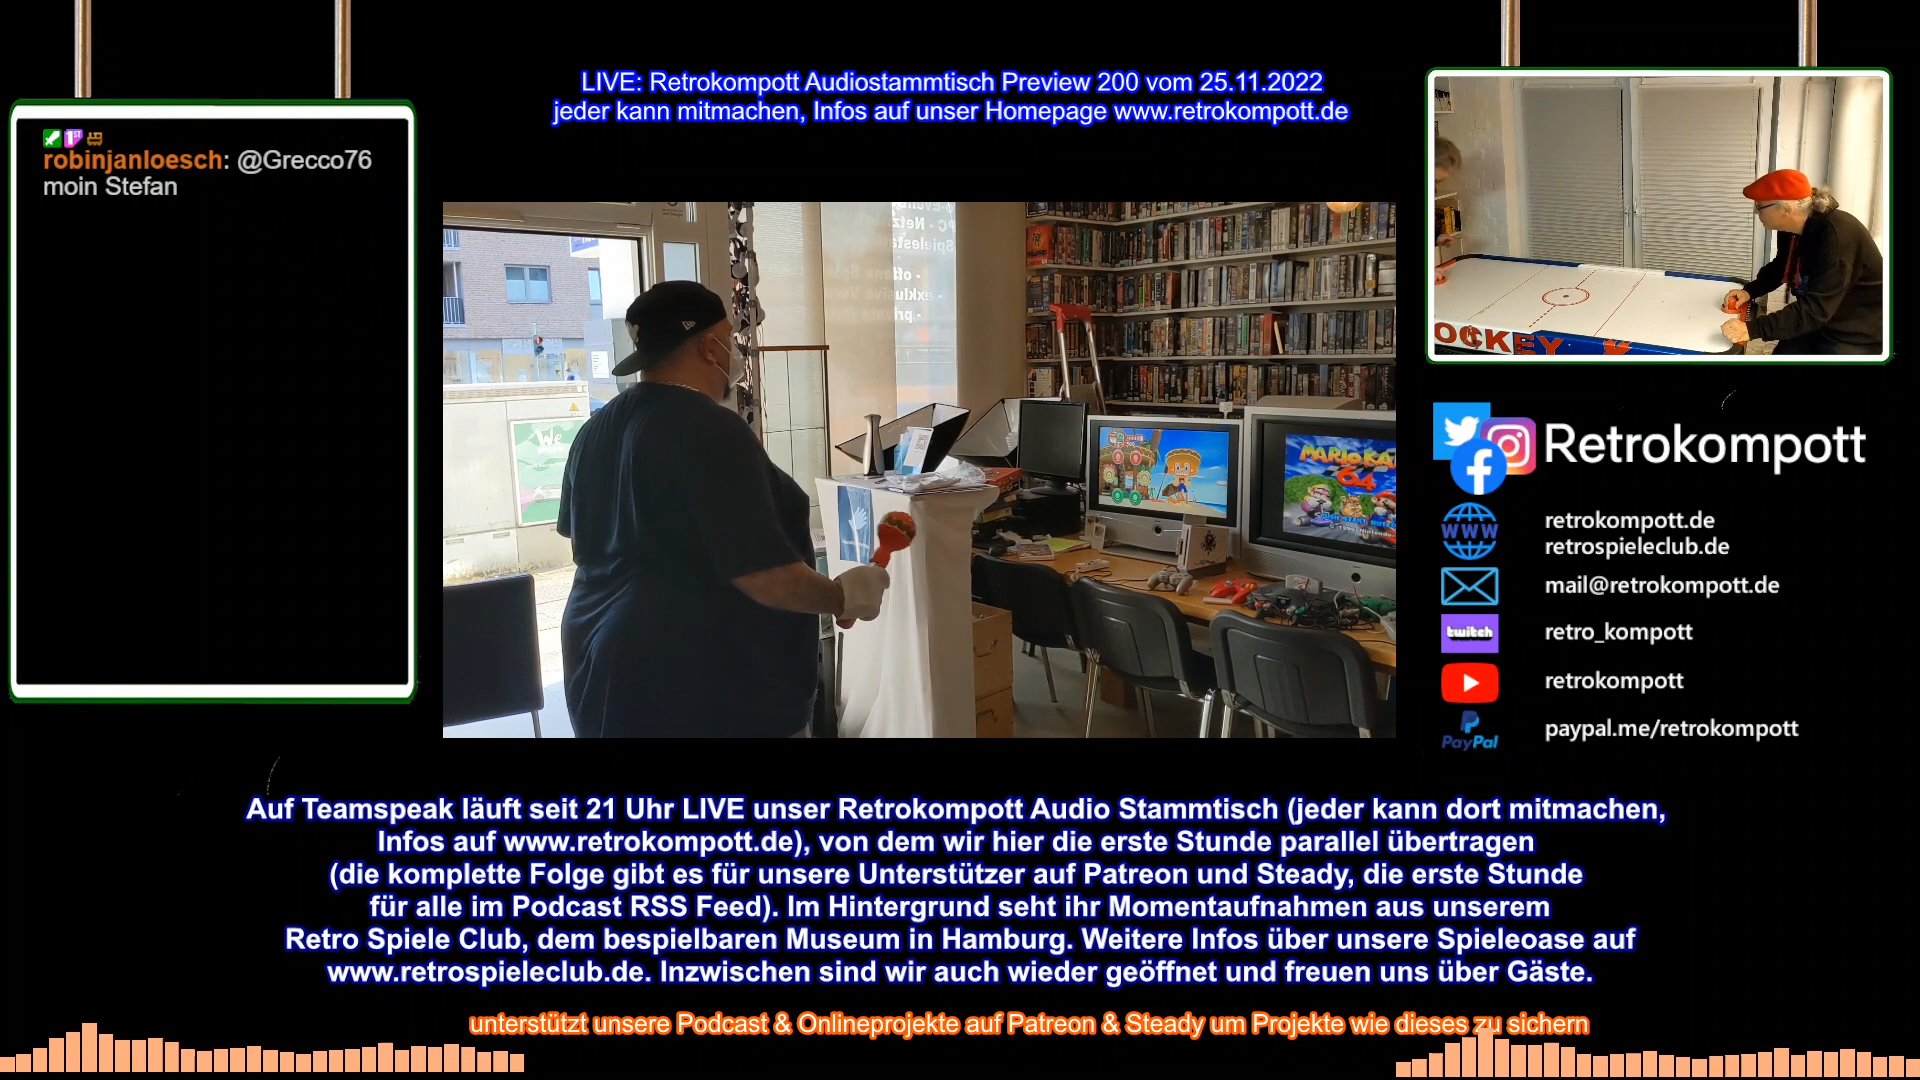 LIVE: Retrokompott Audiostammtisch Preview 200 vom 25.11.2022
jeder kann mitmachen, Infos auf unser Homepage www.retrokompott.de
robinjanloesch: @Grecco76
moin Stefan
We
MARIO KA
64
OCKEY
Retrokompott
www
retrokompott.de
retrospieleclub.de
mail@retrokompott.de
twitch
retro_kompott
retrokompott
PayPal
paypal.me/retrokompott
Auf Teamspeak läuft seit 21 Uhr LIVE unser Retrokompott Audio Stammtisch (jeder kann dort mitmachen,
Infos auf www.retrokompott.de), von dem wir hier die erste Stunde parallel übertragen
(die komplette Folge gibt es für unsere Unterstützer auf Patreon und Steady, die erste Stunde
für alle im Podcast RSS Feed). Im Hintergrund seht ihr Momentaufnahmen aus unserem
Retro Spiele Club, dem bespielbaren Museum in Hamburg. Weitere Infos über unsere Spieleoase auf
www.retrospieleclub.de. Inzwischen sind wir auch wieder geöffnet und freuen uns über Gäste.
unterstützt unsere Podcast & Onlineprojekte auf Patreon & Steady um Projekte wie dieses zu sichern